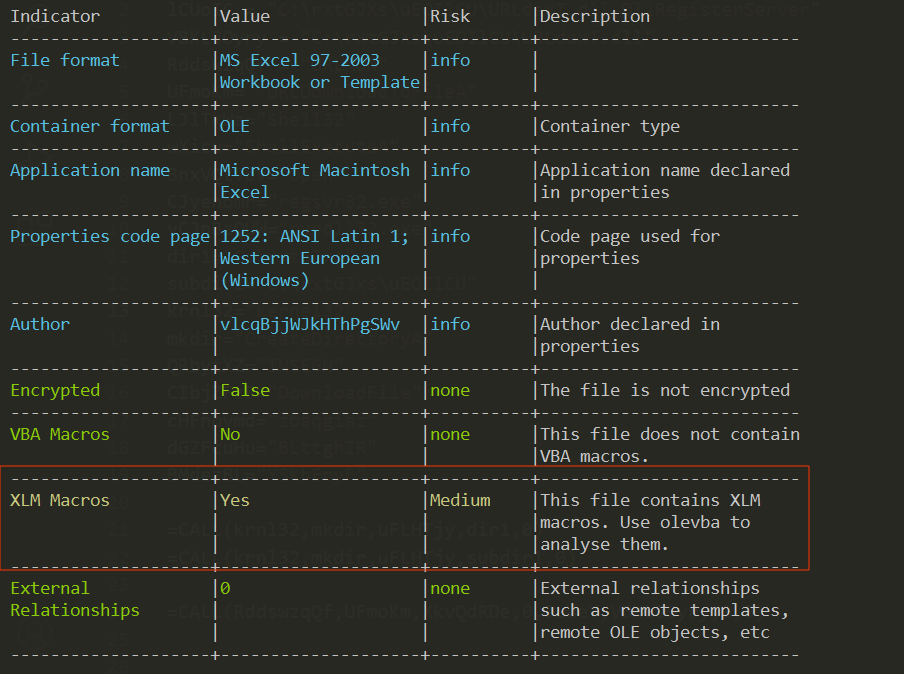 Indicator |Value |Risk |Description
--------------------+--------------------+----------+--------------------------
File format |MS Excel 97-2003 |info |
|Workbook or Template| |
--------------------+--------------------+----------+--------------------------
Container format |OLE |info |Container type
--------------------+--------------------+----------+--------------------------
Application name |Microsoft Macintosh |info |Application name declared
|Excel | |in properties
--------------------+--------------------+----------+--------------------------
Properties code page|1252: ANSI Latin 1; |info |Code page used for
|Western European | |properties
|(Windows) | |
--------------------+--------------------+----------+--------------------------
Author |vlcqBjjWJkHThPgSWv |info |Author declared in
| | |properties
--------------------+--------------------+----------+--------------------------
Encrypted |False |none |The file is not encrypted
--------------------+--------------------+----------+--------------------------
VBA Macros |No |none |This file does not contain
| | |VBA macros.
--------------------+--------------------+----------+--------------------------
XLM Macros |Yes |Medium |This file contains XLM
| | |macros. Use olevba to
| | |analyse them.
--------------------+--------------------+----------+--------------------------
External |0 |none |External relationships
Relationships | | |such as remote templates,
| | |remote OLE objects, etc
--------------------+--------------------+----------+--------------------------